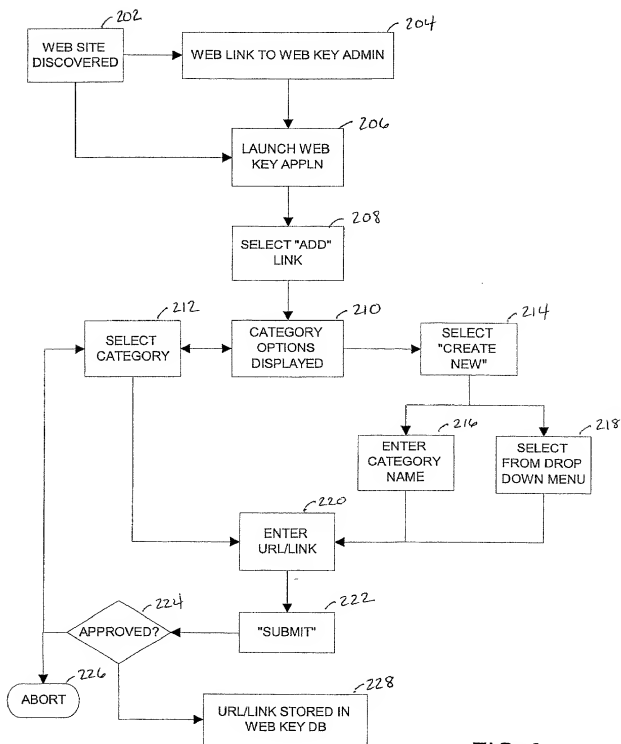 202
WEB SITE
DISCOVERED
204
WEB LINK TO WEB KEY ADMIN
206
LAUNCH WEB
KEY APPLN
208
SELECT "ADD"
LINK
212
SELECT
CATEGORY
210
CATEGORY
OPTIONS
DISPLAYED
214
SELECT
"CREATE
NEW"
216
ENTER
CATEGORY
NAME
218
SELECT
FROM DROP
DOWN MENU
220
ENTER
URL/LINK
222
"SUBMIT"
224
APPROVED?
226
ABORT
228
URL/LINK STORED IN
WEB KEY DB